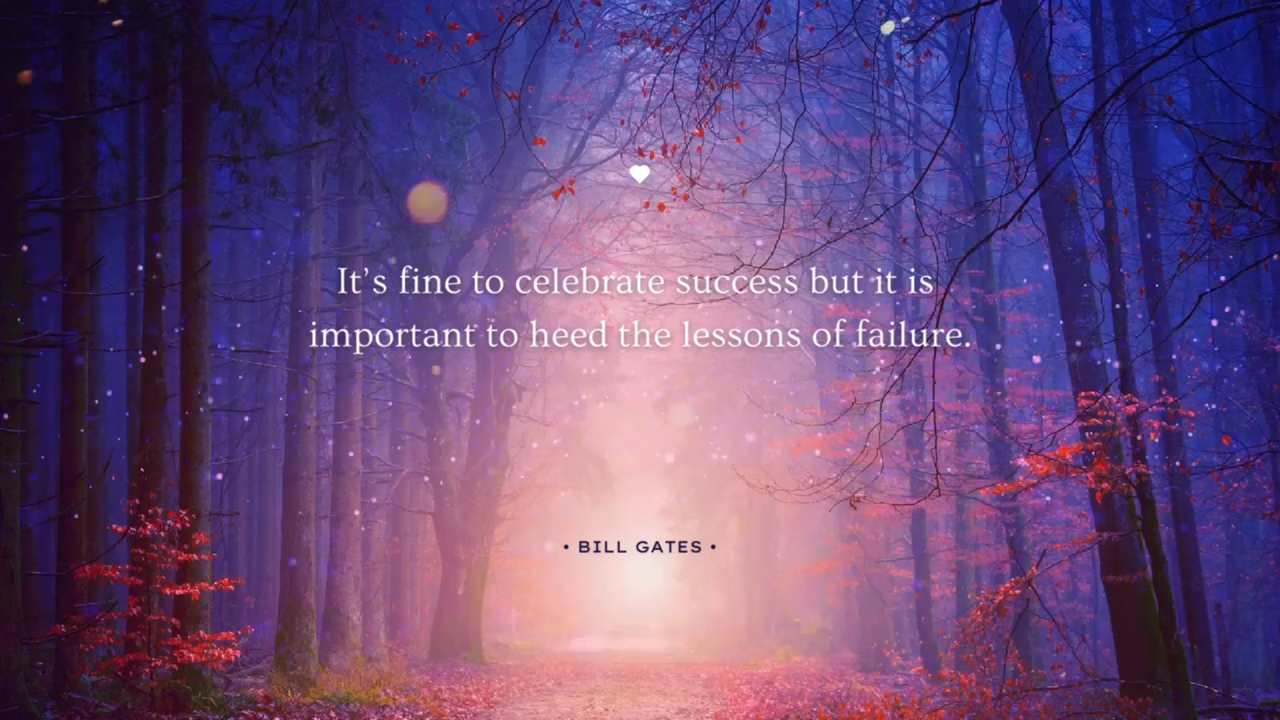 It’s fine to celebrate success but it is
important to heed the lessons of failure.
• BILL GATES •